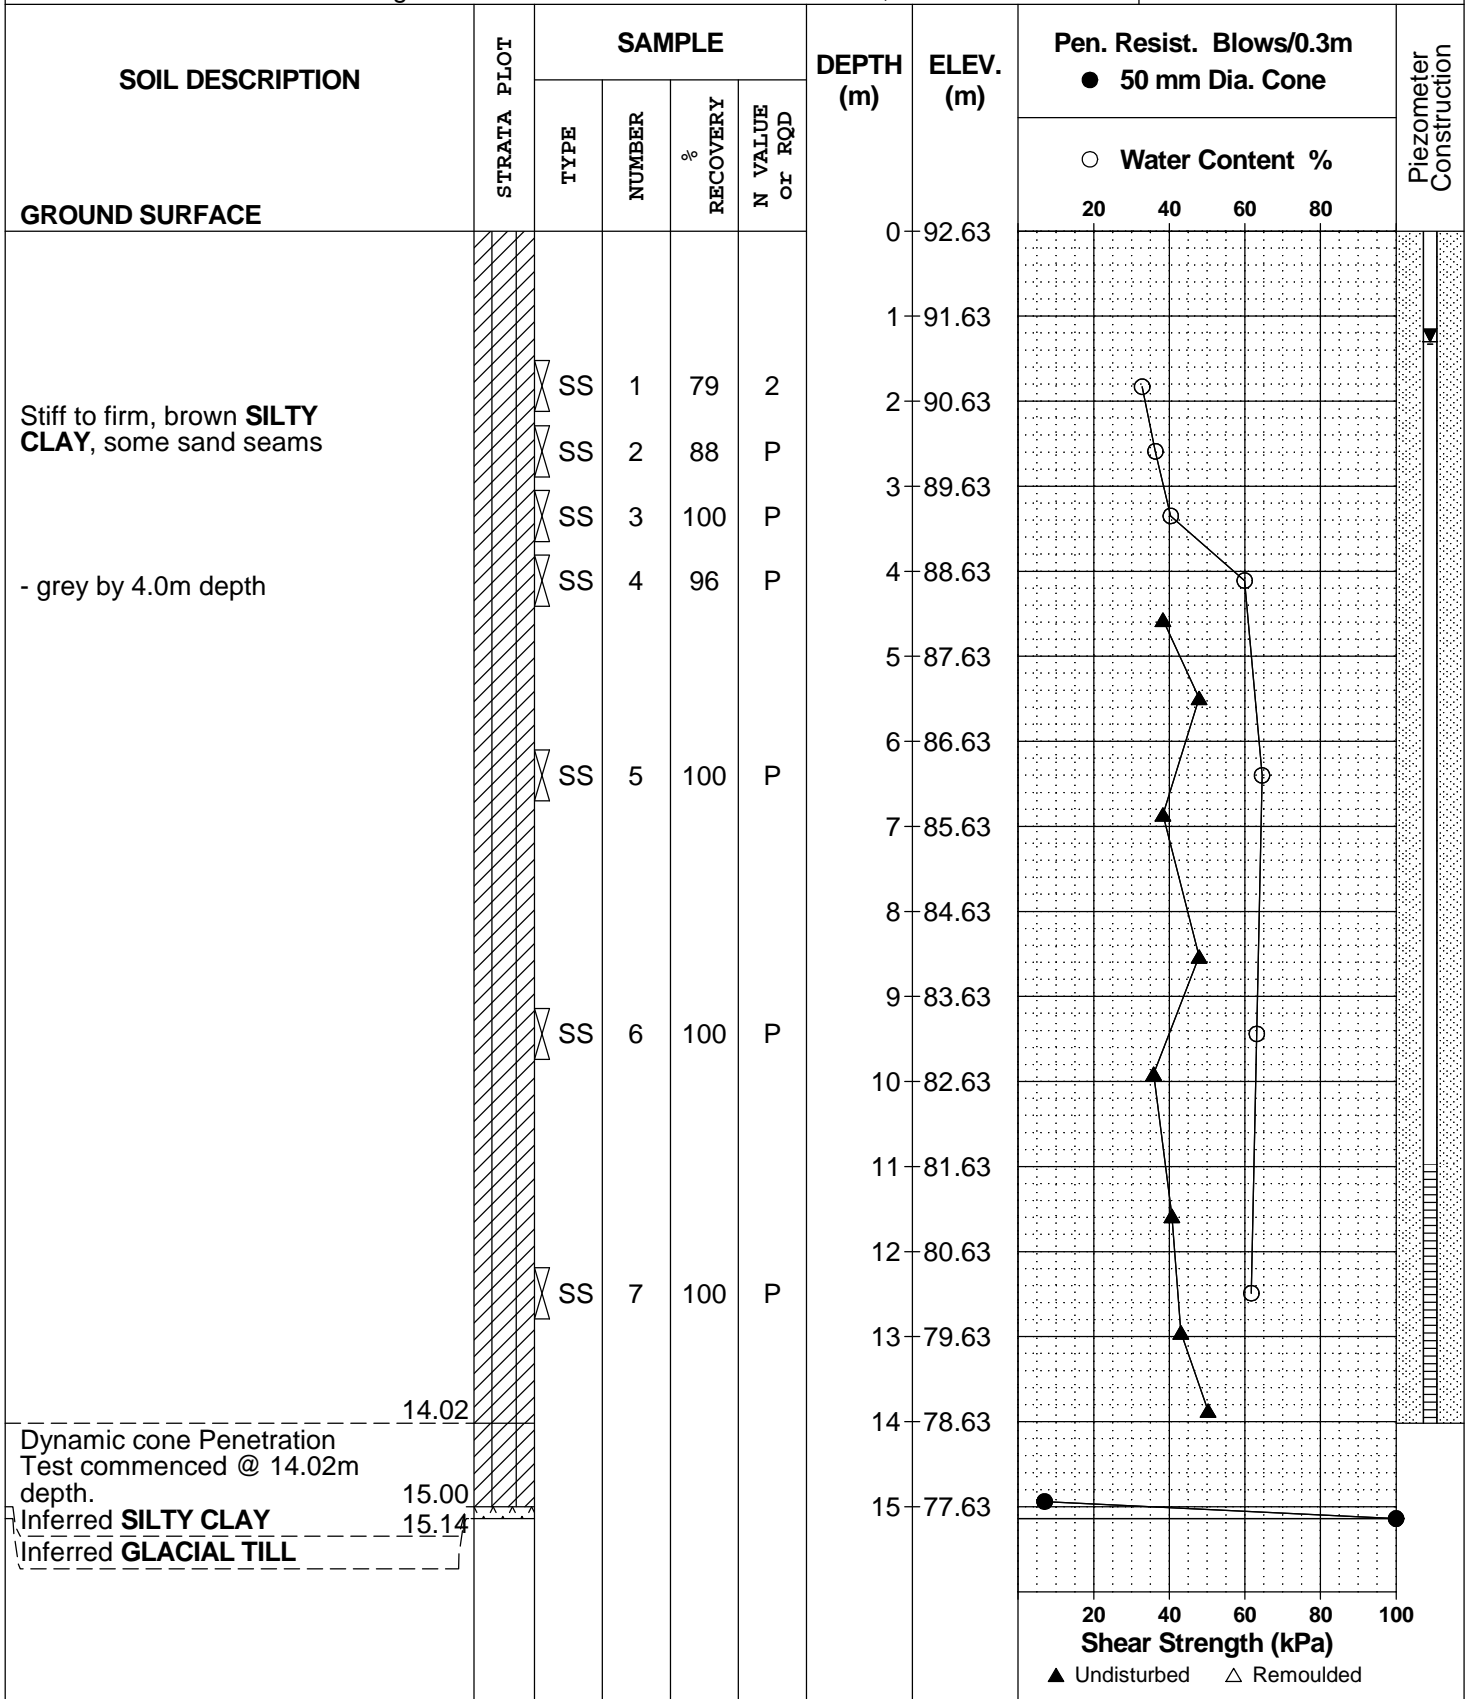 SOIL DESCRIPTION
GROUND SURFACE
STRATA PLOT
SAMPLE
TYPE
NUMBER
%
RECOVERY
N VALUE
or RQD
DEPTH
(m)
ELEV.
(m)
Pen. Resist. Blows/0.3m
● 50 mm Dia. Cone
○ Water Content %
20 40 60 80
Piezometer
Construction
0 92.63
1 91.63
SS 1 79 2
2 90.63
Stiff to firm, brown SILTY
CLAY, some sand seams
SS 2 88 P
3 89.63
SS 3 100 P
4 88.63
- grey by 4.0m depth
SS 4 96 P
5 87.63
6 86.63
SS 5 100 P
7 85.63
8 84.63
9 83.63
SS 6 100 P
10 82.63
11 81.63
12 80.63
SS 7 100 P
13 79.63
14.02
14 78.63
Dynamic cone Penetration
Test commenced @ 14.02m
depth.
15.00
15 77.63
Inferred SILTY CLAY
15.14
Inferred GLACIAL TILL
20 40 60 80 100
Shear Strength (kPa)
▲ Undisturbed △ Remoulded